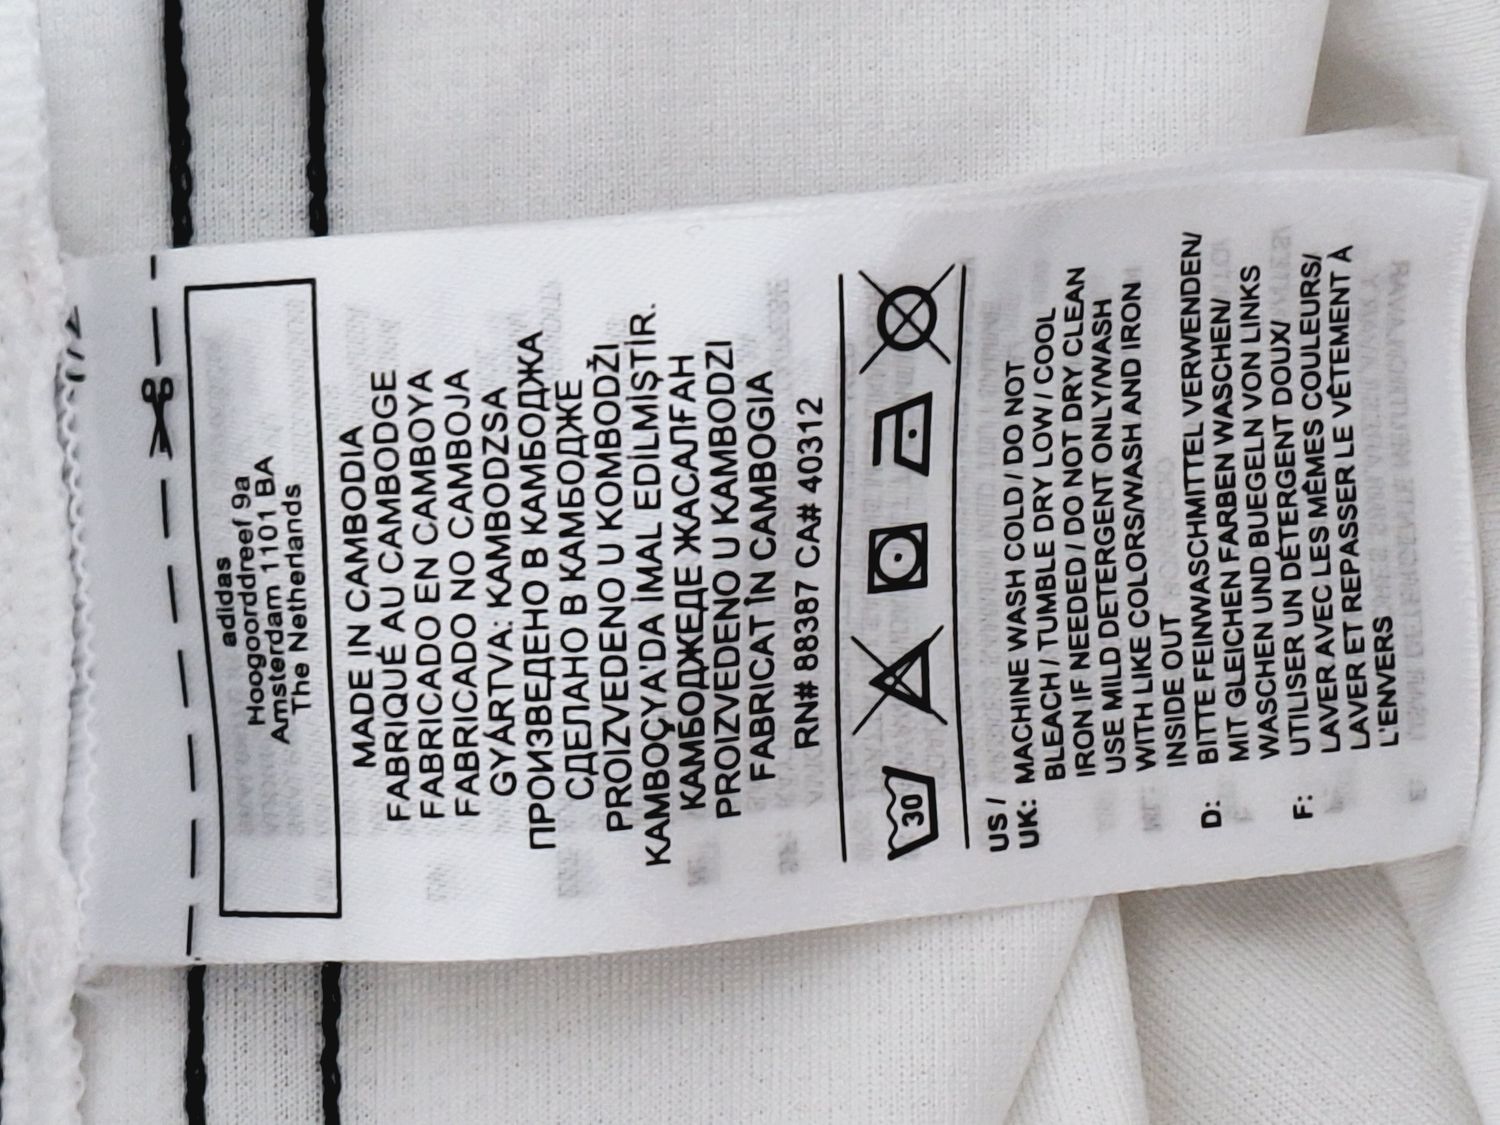 adidas
Hoogoorddreef 9a
Amsterdam 1101 BA
The Netherlands
MADE IN CAMBODIA
FABRIQUÉ AU CAMBODGE
FABRICADO EN CAMBOYA
FABRICADO NO CAMBOJA
GYÁRTVA: KAMBODZSA
ПРОИЗВЕДЕНО В КАМБОДЖА
СДЕЛАНО В КАМБОДЖЕ
PROIZVEDENO U KOMBODŽI
KAMBOÇYA'DA İMAL EDİLMİŞTİR.
КАМБОДЖЕДЕ ЖАСАЛҒАН
PROIZVEDENO U KAMBODZI
FABRICAT ÎN CAMBOGIA
RN# 88387 CA# 40312
30
US /
UK: MACHINE WASH COLD / DO NOT
BLEACH / TUMBLE DRY LOW / COOL
IRON IF NEEDED / DO NOT DRY CLEAN
USE MILD DETERGENT ONLY/WASH
WITH LIKE COLORS/WASH AND IRON
INSIDE OUT
D: BITTE FEINWASCHMITTEL VERWENDEN/
MIT GLEICHEN FARBEN WASCHEN/
WASCHEN UND BUEGELN VON LINKS
F: UTILISER UN DÉTERGENT DOUX/
LAVER AVEC LES MÊMES COULEURS/
LAVER ET REPASSER LE VÊTEMENT À
L'ENVERS